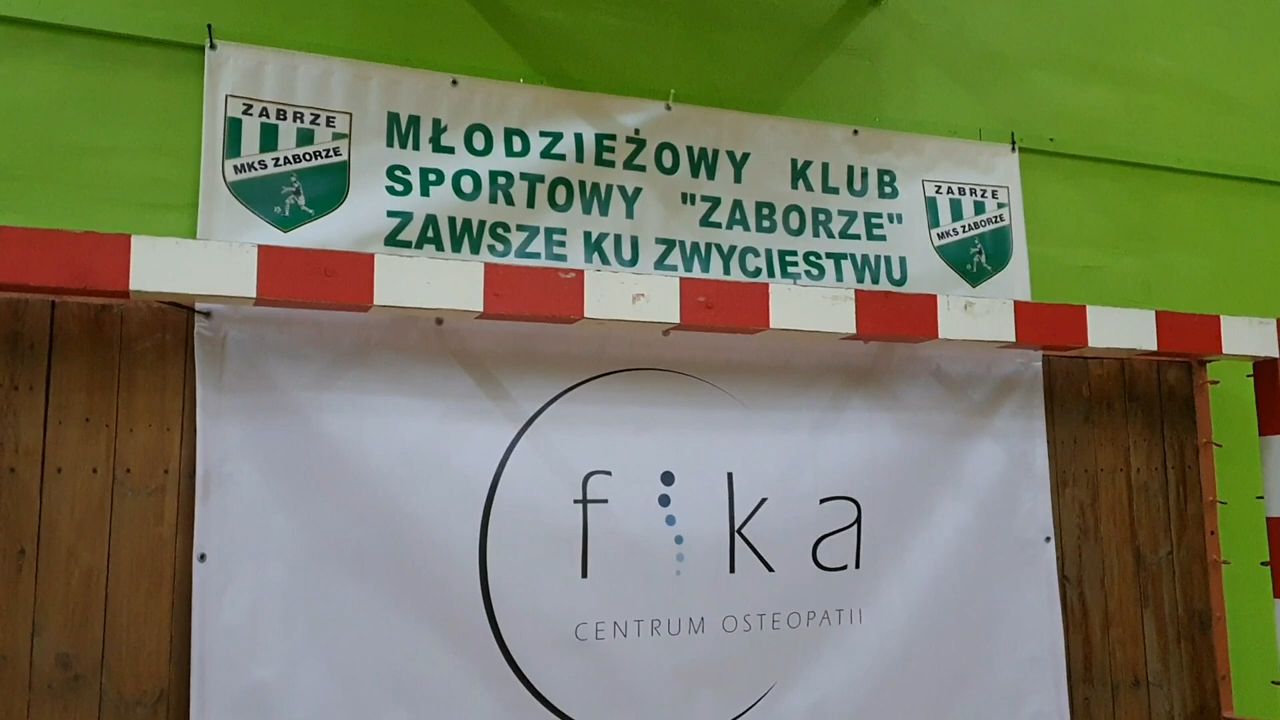 ZABRZE
MKS ZABORZE
MŁODZIEŻOWY KLUB
SPORTOWY "ZABORZE"
ZAWSZE KU ZWYCIĘSTWU
ZABRZE
MKS ZABORZE
fika
CENTRUM OSTEOPATII